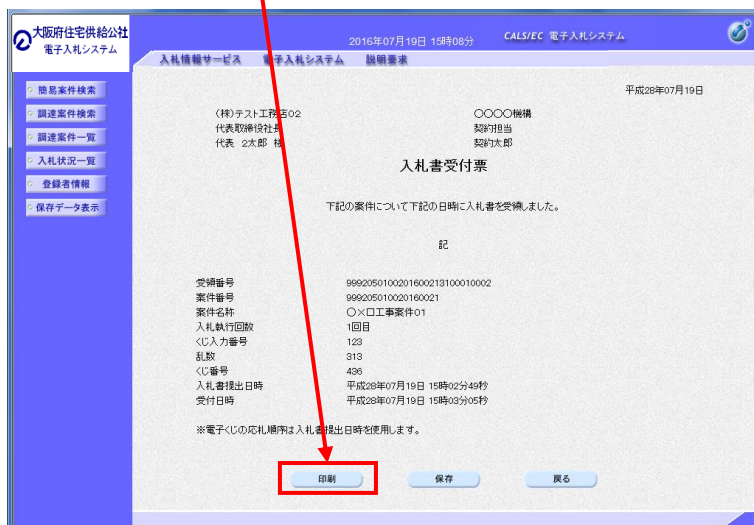 大阪府住宅供給公社
電子入札システム
2016年07月19日 15時08分
CALS/EC 電子入札システム
入札情報サービス 電子入札システム 説明要求
簡易案件検索
調達案件検索
調達案件一覧
入札状況一覧
登録者情報
保存データ表示
平成28年07月19日
(株)テスト工務店02
代表取締役社長
代表 2太郎 様
〇〇〇〇機構
契約担当
契約太郎
入札書受付票
下記の案件について下記の日時に入札書を受領しました。
記
受領番号 9992050100201600213100010002
案件番号 999205010020160021
案件名称 〇×口工事案件01
入札執行回数 1回目
くじ入力番号 123
乱数 313
くじ番号 436
入札書提出日時 平成28年07月19日 15時02分49秒
受付日時 平成28年07月19日 15時03分05秒
※電子くじの応札順序は入札書提出日時を使用します。
印刷 保存 戻る